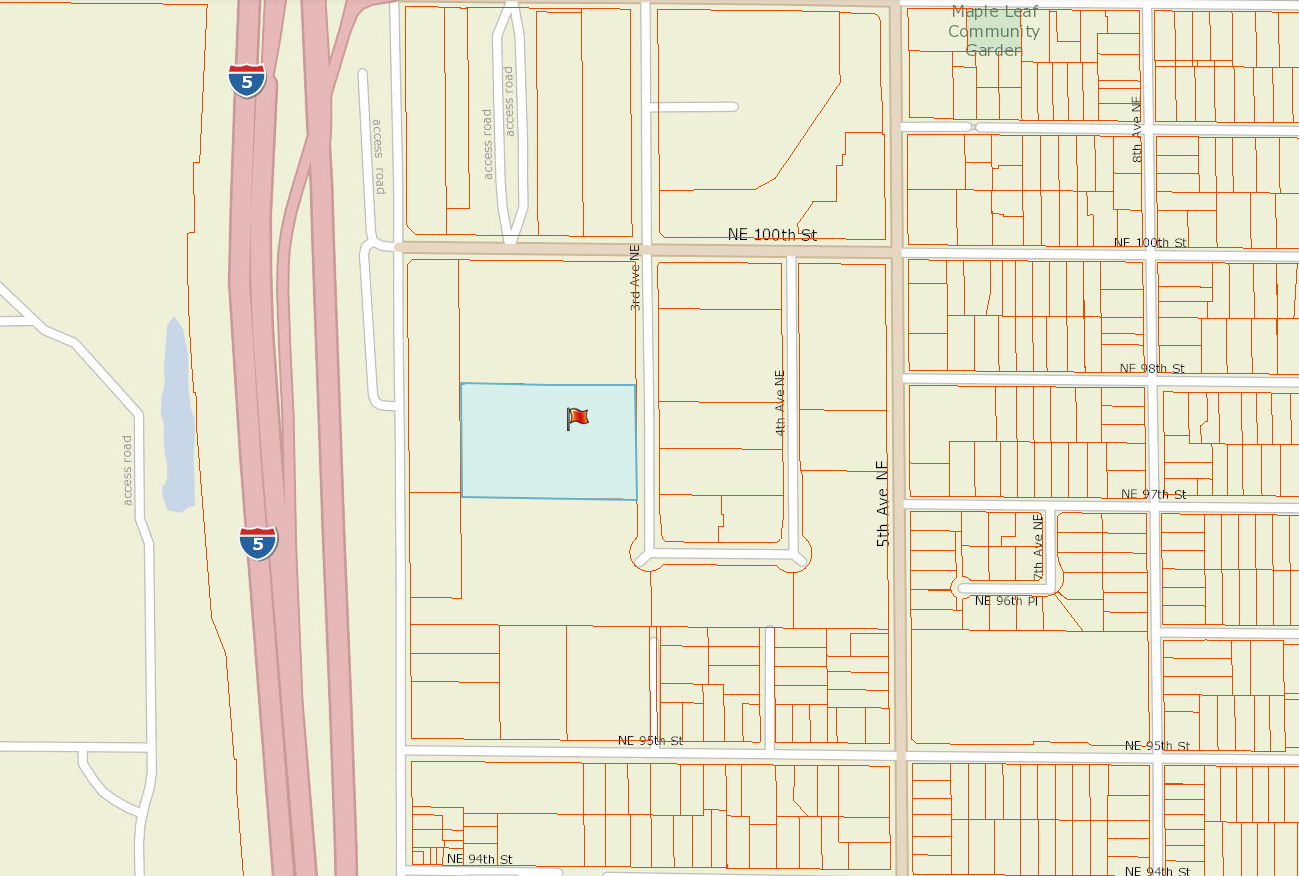 Maple Leaf
Community
Garden
5
access road
access road
access road
8th Ave NE
NE 100th St
NE 100th St
3rd Ave NE
NE 98th St
4th Ave NE
access road
5th Ave NE
NE 97th St
5
7th Ave NE
NE 96th Pl
NE 95th St
NE 95th St
NE 94th St
NE 94th St